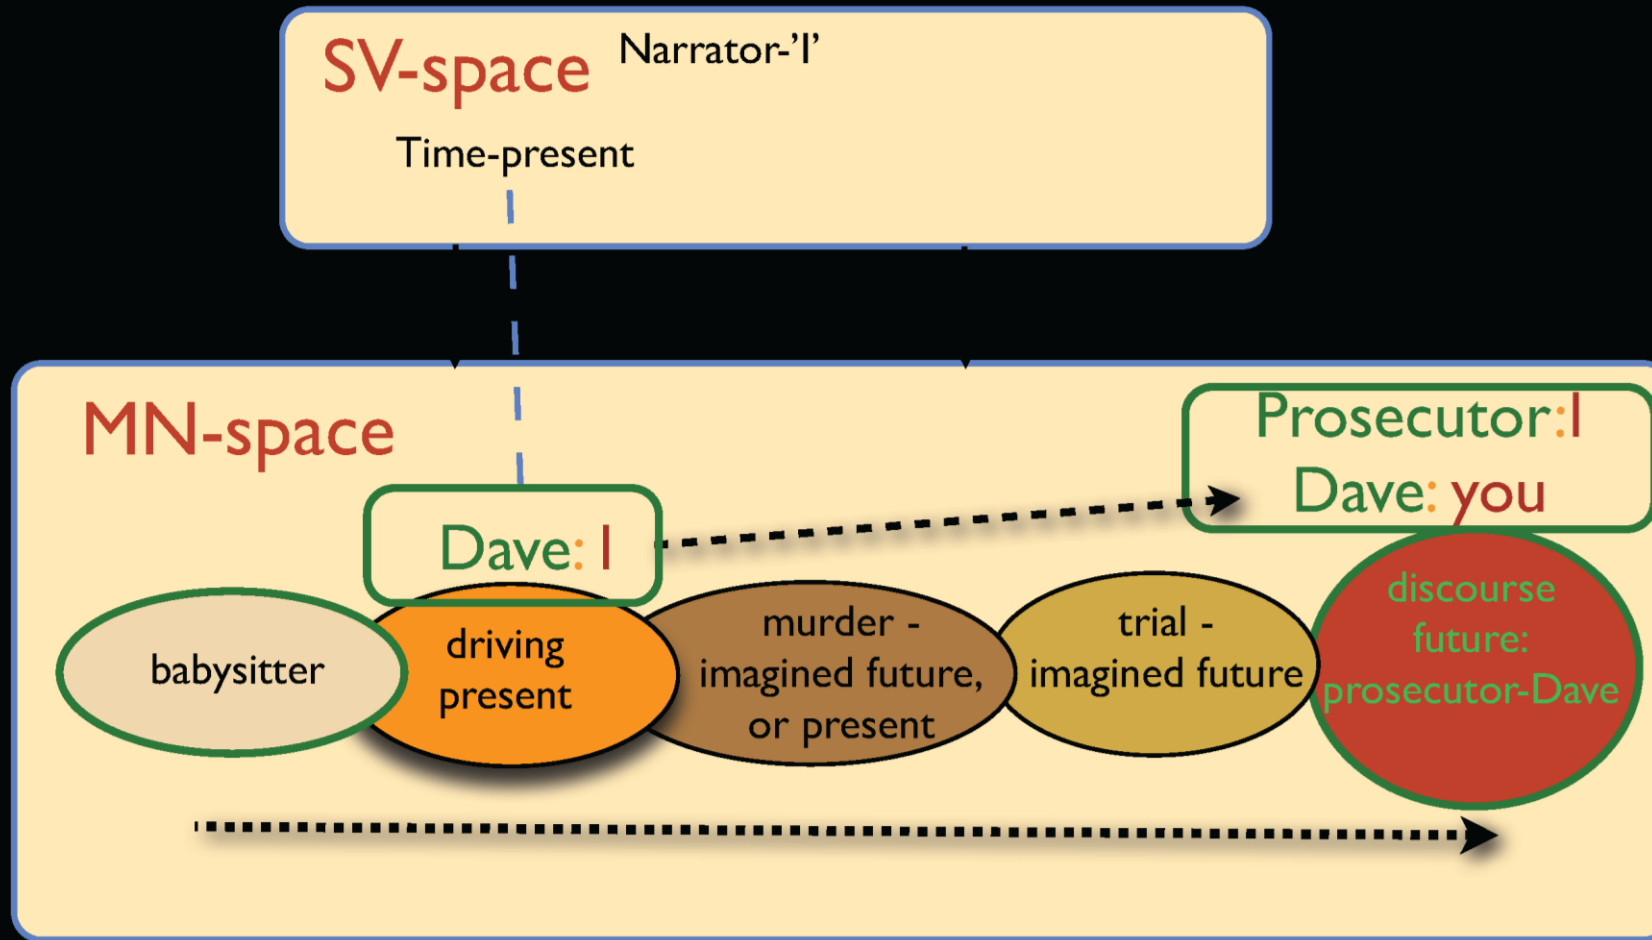 SV-space
Narrator-'I'
Time-present
MN-space
Prosecutor:I
Dave: you
Dave: I
babysitter
driving
present
murder -
imagined future,
or present
trial -
imagined future
discourse
future:
prosecutor-Dave